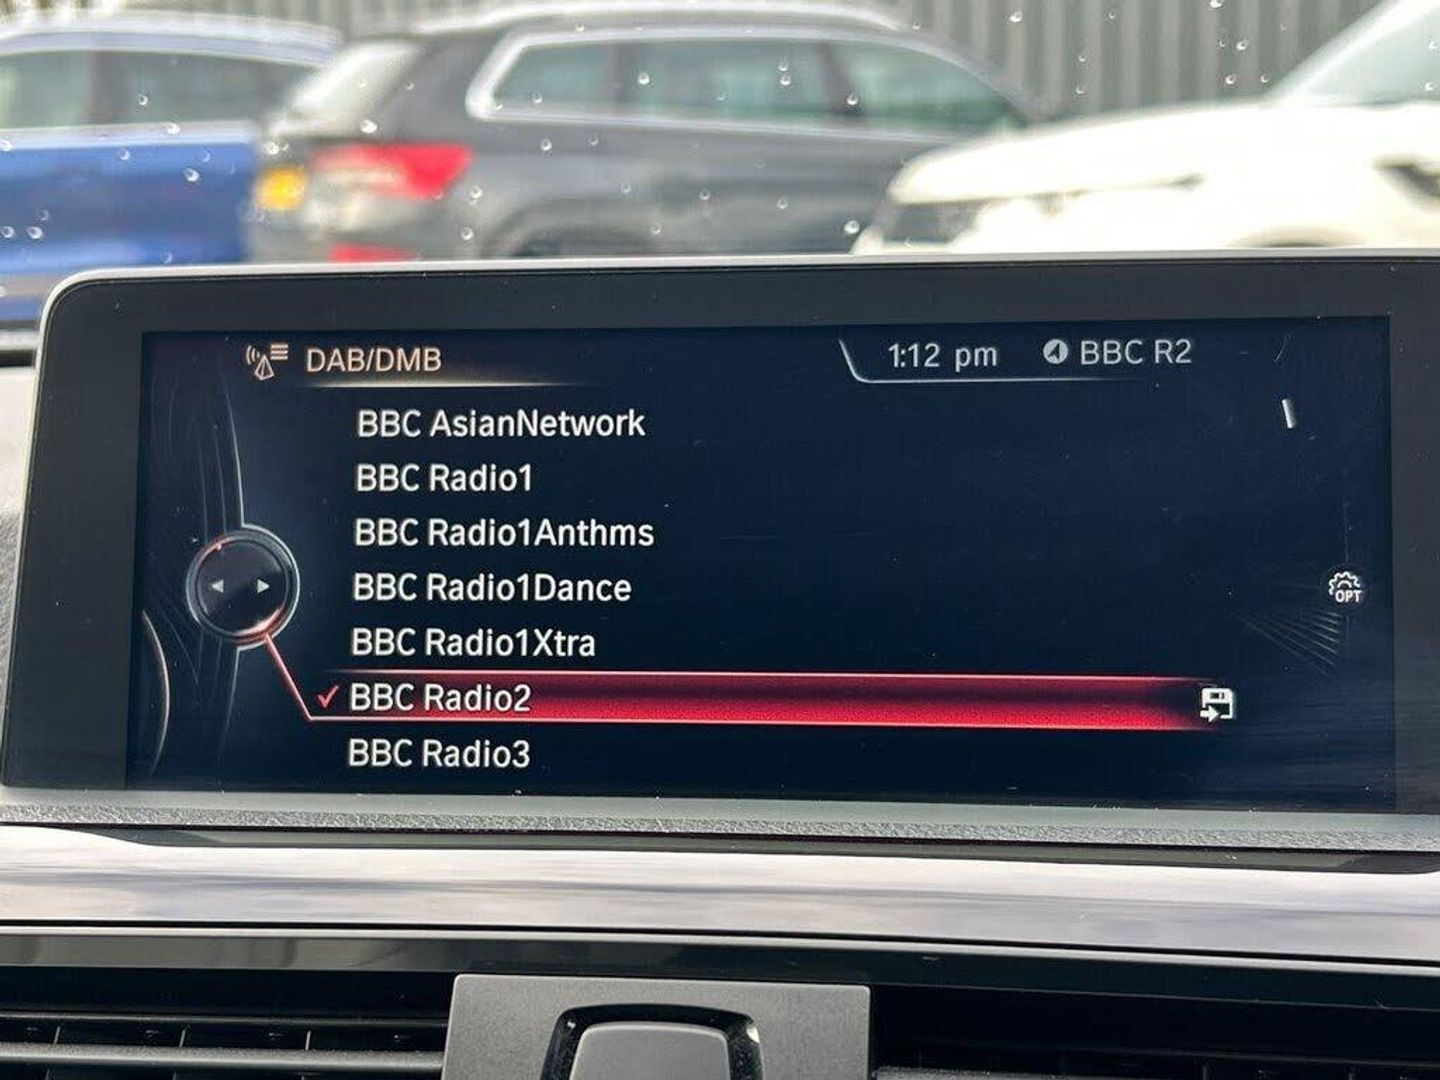 DAB/DMB
1:12 pm
BBC R2
BBC AsianNetwork
BBC Radio1
BBC Radio1Anthms
BBC Radio1Dance
BBC Radio1Xtra
BBC Radio2
BBC Radio3
OPT